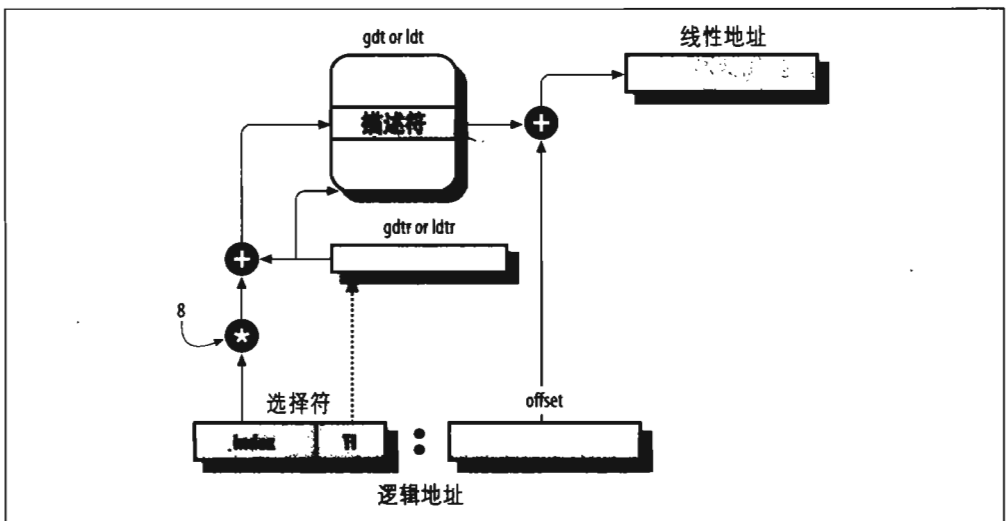 gdt or ldt
线性地址
描述符
+
gdtr or ldtr
+
8
*
选择符
offset
index
TI
:
逻辑地址